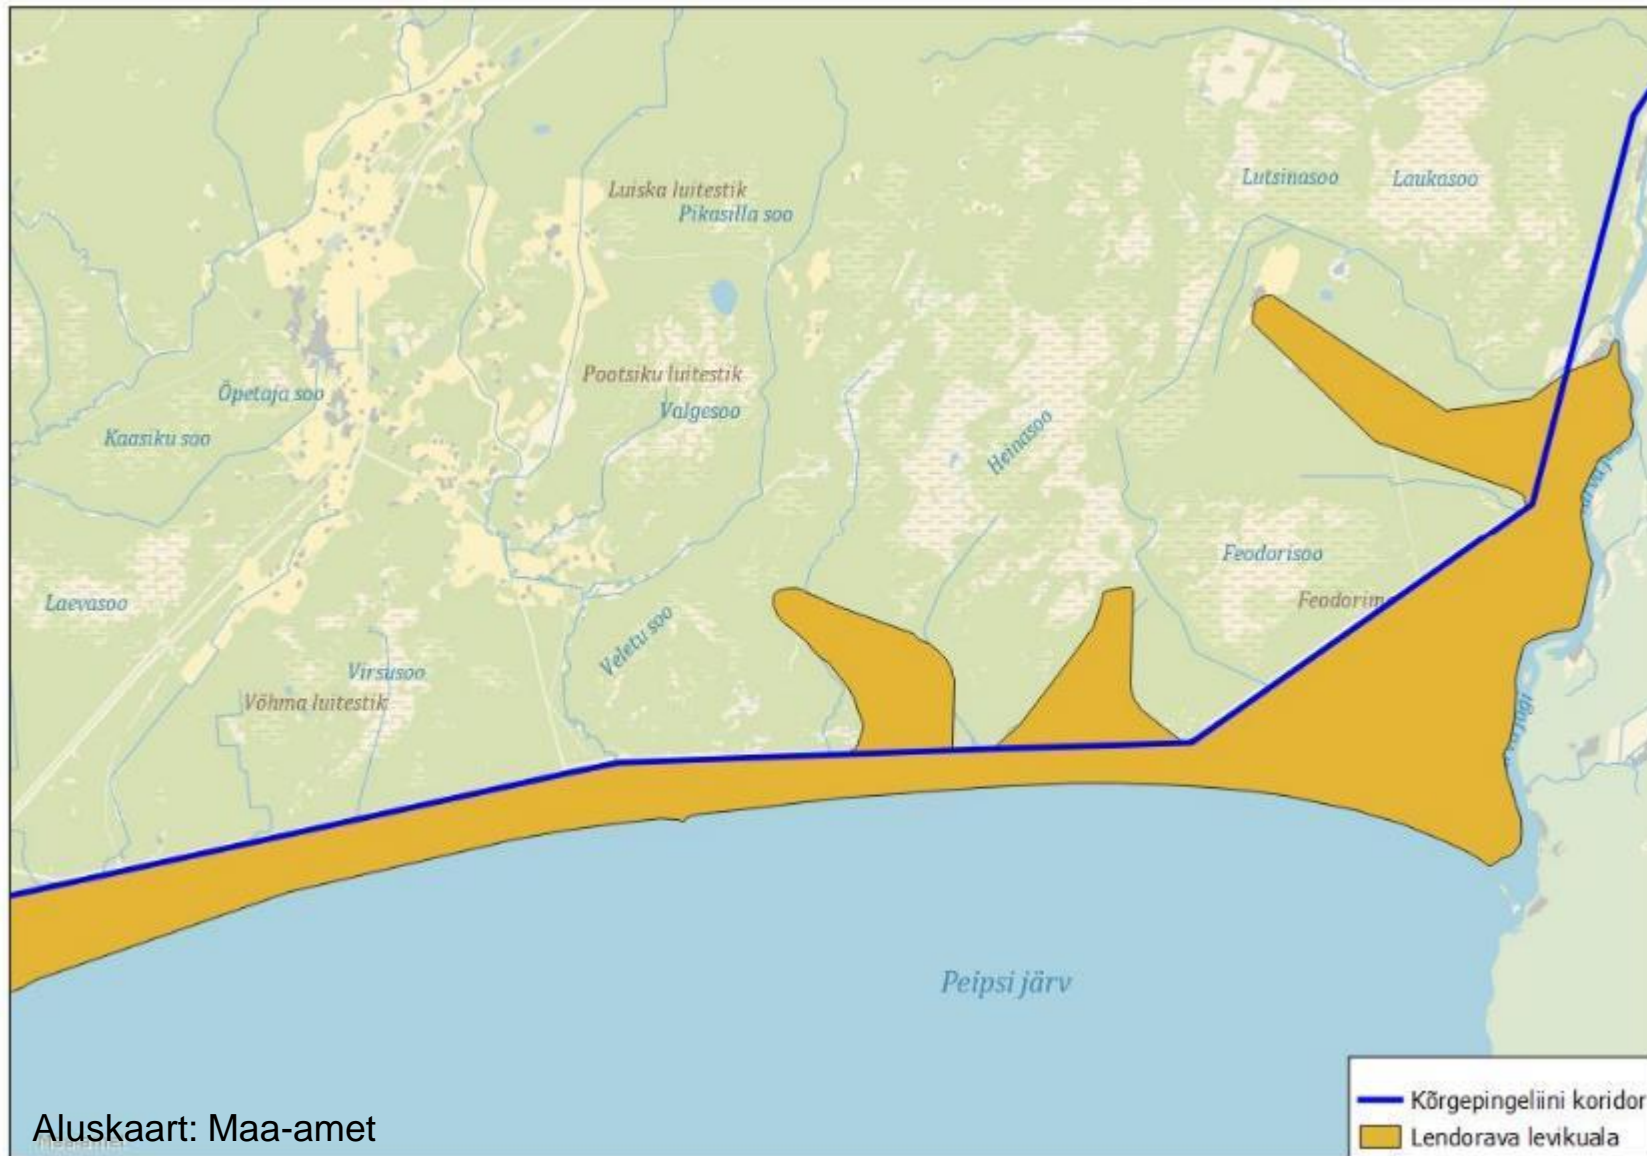 Lutsinasoo
Laukasoo
Luiska luitestik
Pikasilla soo
Pootsiku luitestik
Valgesoo
Õpetaja soo
Kaasiku soo
Heinasoo
Feodorisoo
Laevasoo
Veletu soo
Virsusoo
Võhma luitestik
Peipsi järv
Kõrgepingeliini koridor
Lendorava levikuala
Aluskaart: Maa-amet